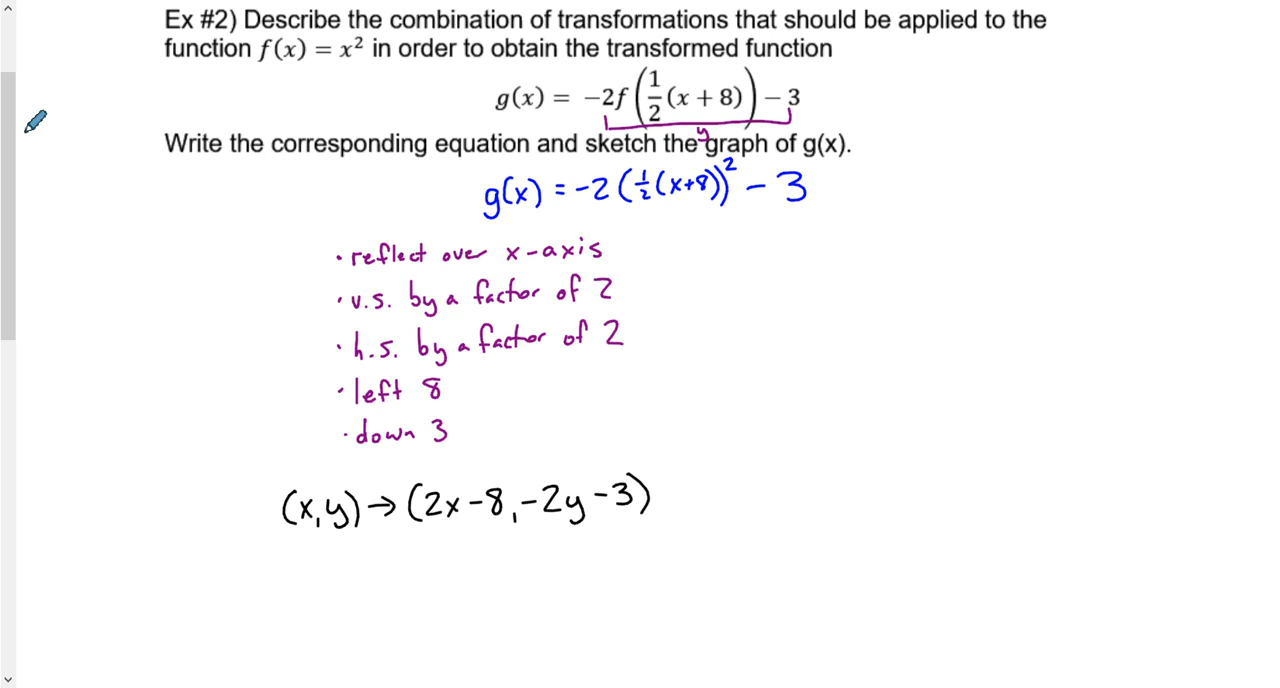 Ex #2) Describe the combination of transformations that should be applied to the
function f(x) = x² in order to obtain the transformed function
g(x) = −2f(1/2(x + 8)) − 3
y
Write the corresponding equation and sketch the graph of g(x).
g(x) = -2(1/2(x+8))² - 3
· reflect over x-axis
· v.s. by a factor of 2
· h.s. by a factor of 2
· left 8
· down 3
(x,y) → (2x-8, -2y-3)